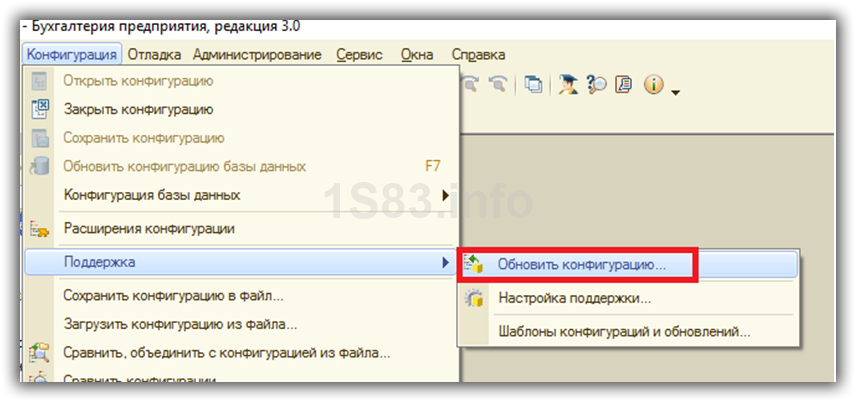 - Бухгалтерия предприятия, редакция 3.0
Конфигурация Отладка Администрирование Сервис Окна Справка
Открыть конфигурацию
Закрыть конфигурацию
Сохранить конфигурацию
Обновить конфигурацию базы данных F7
Конфигурация базы данных
1S83.info
Расширения конфигурации
Поддержка
Обновить конфигурацию...
Сохранить конфигурацию в файл...
Настройка поддержки...
Загрузить конфигурацию из файла...
Шаблоны конфигураций и обновлений...
Сравнить, объединить с конфигурацией из файла...
Сравнить конфигурации